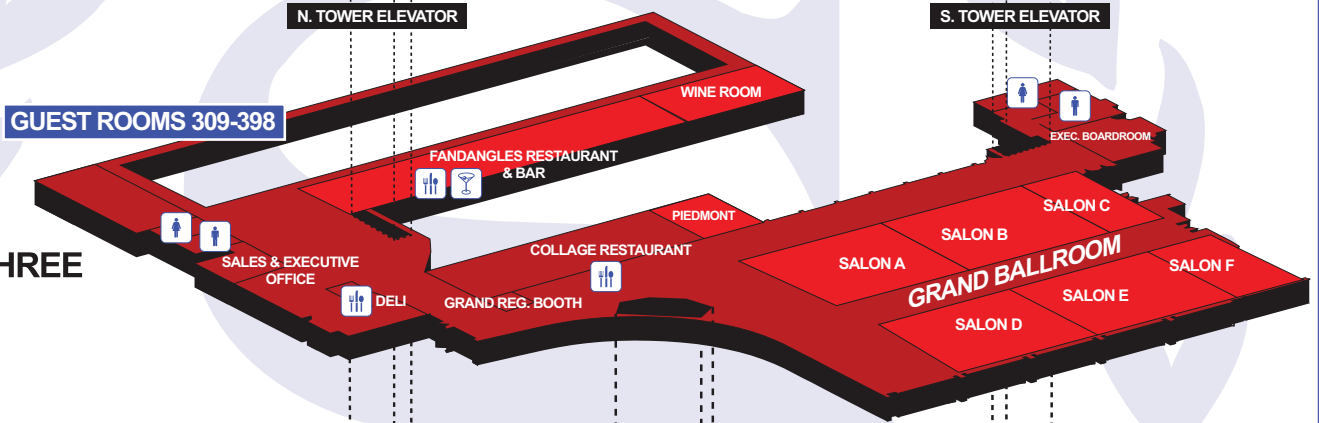 N. TOWER ELEVATOR
S. TOWER ELEVATOR
WINE ROOM
GUEST ROOMS 309-398
EXEC. BOARDROOM
FANDANGLES RESTAURANT
& BAR
PIEDMONT
SALON C
SALON B
COLLAGE RESTAURANT
SALON A
GRAND BALLROOM
SALON F
HREE
SALES & EXECUTIVE
OFFICE
SALON E
DELI
GRAND REG. BOOTH
SALON D